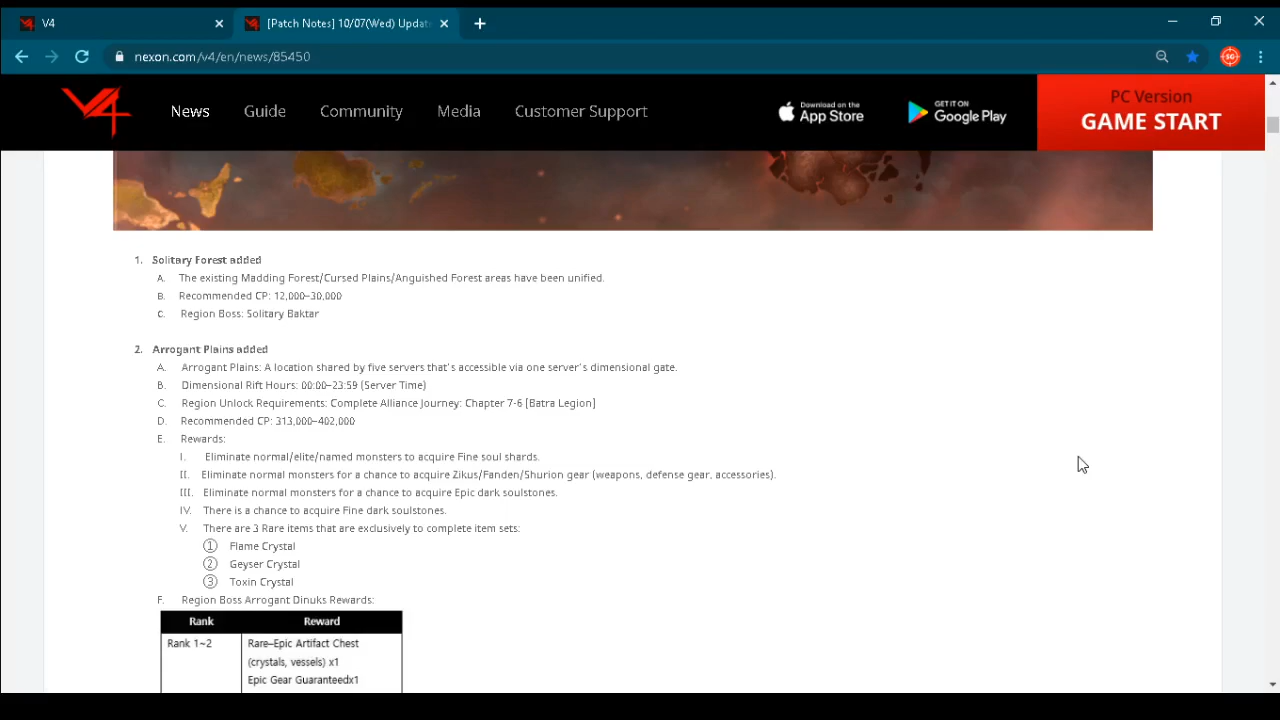 V4
[Patch Notes] 10/07(Wed) Updat
nexon.com/v4/en/news/85450
V4
News
Guide
Community
Media
Customer Support
Download on the
App Store
GET IT ON
Google Play
PC Version
GAME START
1. Solitary Forest added
A. The existing Madding Forest/Cursed Plains/Anguished Forest areas have been unified.
B. Recommended CP: 12,000–30,000
C. Region Boss: Solitary Baktar
2. Arrogant Plains added
A. Arrogant Plains: A location shared by five servers that's accessible via one server's dimensional gate.
B. Dimensional Rift Hours: 00:00–23:59 (Server Time)
C. Region Unlock Requirements: Complete Alliance Journey: Chapter 7-6 [Batra Legion]
D. Recommended CP: 313,000–402,000
E. Rewards:
I. Eliminate normal/elite/named monsters to acquire Fine soul shards.
II. Eliminate normal monsters for a chance to acquire Zikus/Fanden/Shurion gear (weapons, defense gear, accessories).
III. Eliminate normal monsters for a chance to acquire Epic dark soulstones.
IV. There is a chance to acquire Fine dark soulstones.
V. There are 3 Rare items that are exclusively to complete item sets:
① Flame Crystal
② Geyser Crystal
③ Toxin Crystal
F. Region Boss Arrogant Dinuks Rewards:
Rank Reward
Rank 1~2 Rare–Epic Artifact Chest
(crystals, vessels) x1
Epic Gear Guaranteedx1